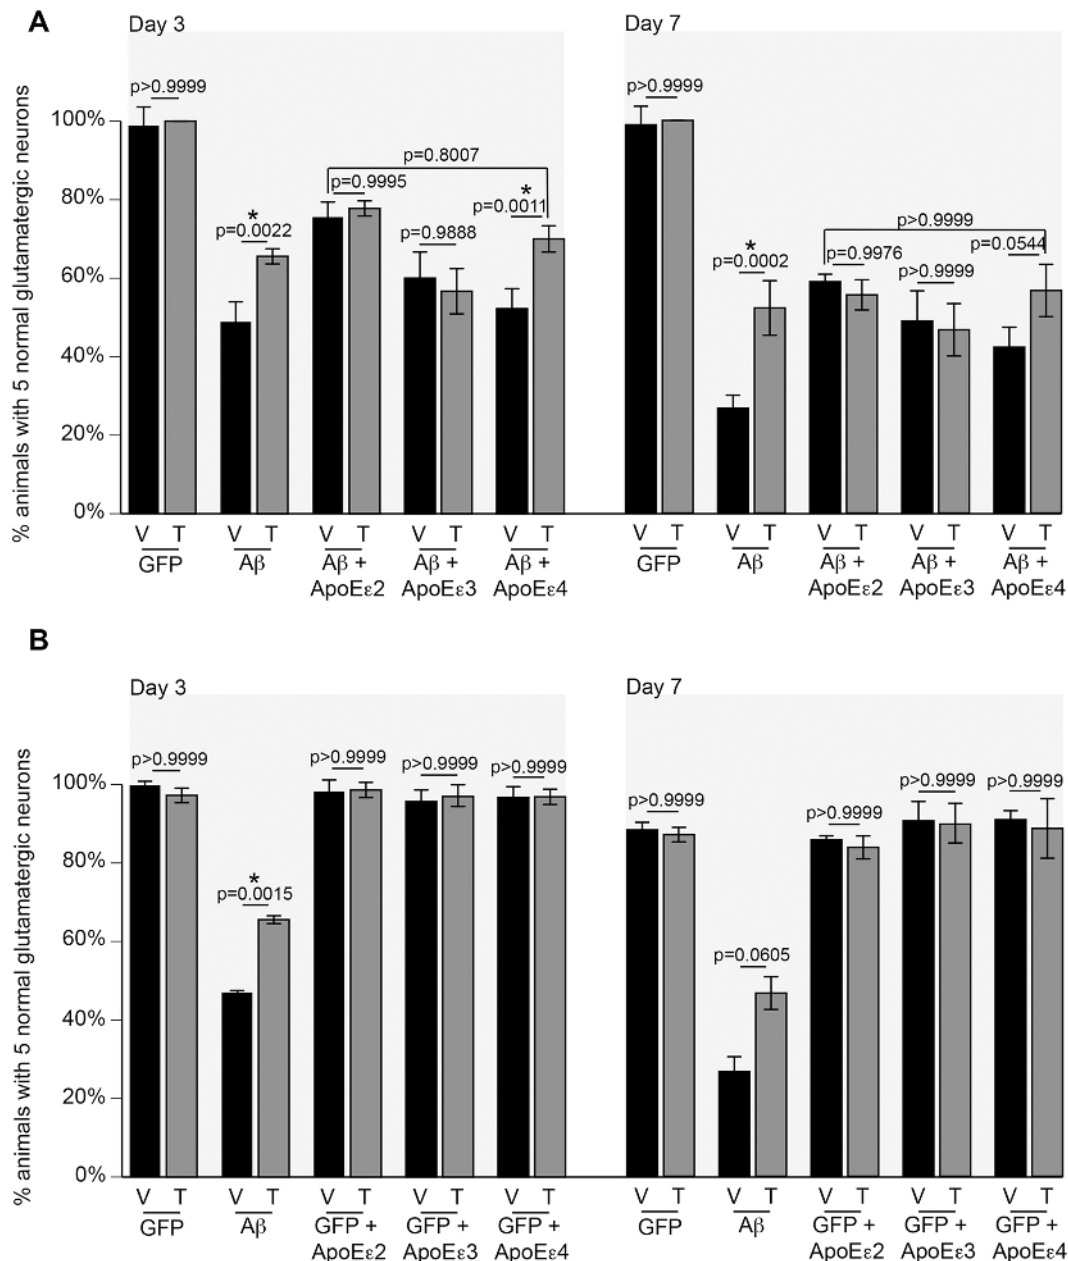 A
Day 3
Day 7
% animals with 5 normal glutamatergic neurons
100%
80%
60%
40%
20%
0%
p>0.9999
*
p=0.0022
p=0.8007
p=0.9995
p=0.9888
*
p=0.0011
p>0.9999
*
p=0.0002
p>0.9999
p=0.9976
p>0.9999
p=0.0544
V T V T V T V T V T
GFP Aβ Aβ + Aβ + Aβ +
ApoEε2 ApoEε3 ApoEε4
V T V T V T V T V T
GFP Aβ Aβ + Aβ + Aβ +
ApoEε2 ApoEε3 ApoEε4
B
Day 3
Day 7
% animals with 5 normal glutamatergic neurons
100%
80%
60%
40%
20%
0%
p>0.9999
*
p=0.0015
p>0.9999
p>0.9999
p>0.9999
p>0.9999
p=0.0605
p>0.9999
p>0.9999
p>0.9999
V T V T V T V T V T
GFP Aβ GFP + GFP + GFP +
ApoEε2 ApoEε3 ApoEε4
V T V T V T V T V T
GFP Aβ GFP + GFP + GFP +
ApoEε2 ApoEε3 ApoEε4